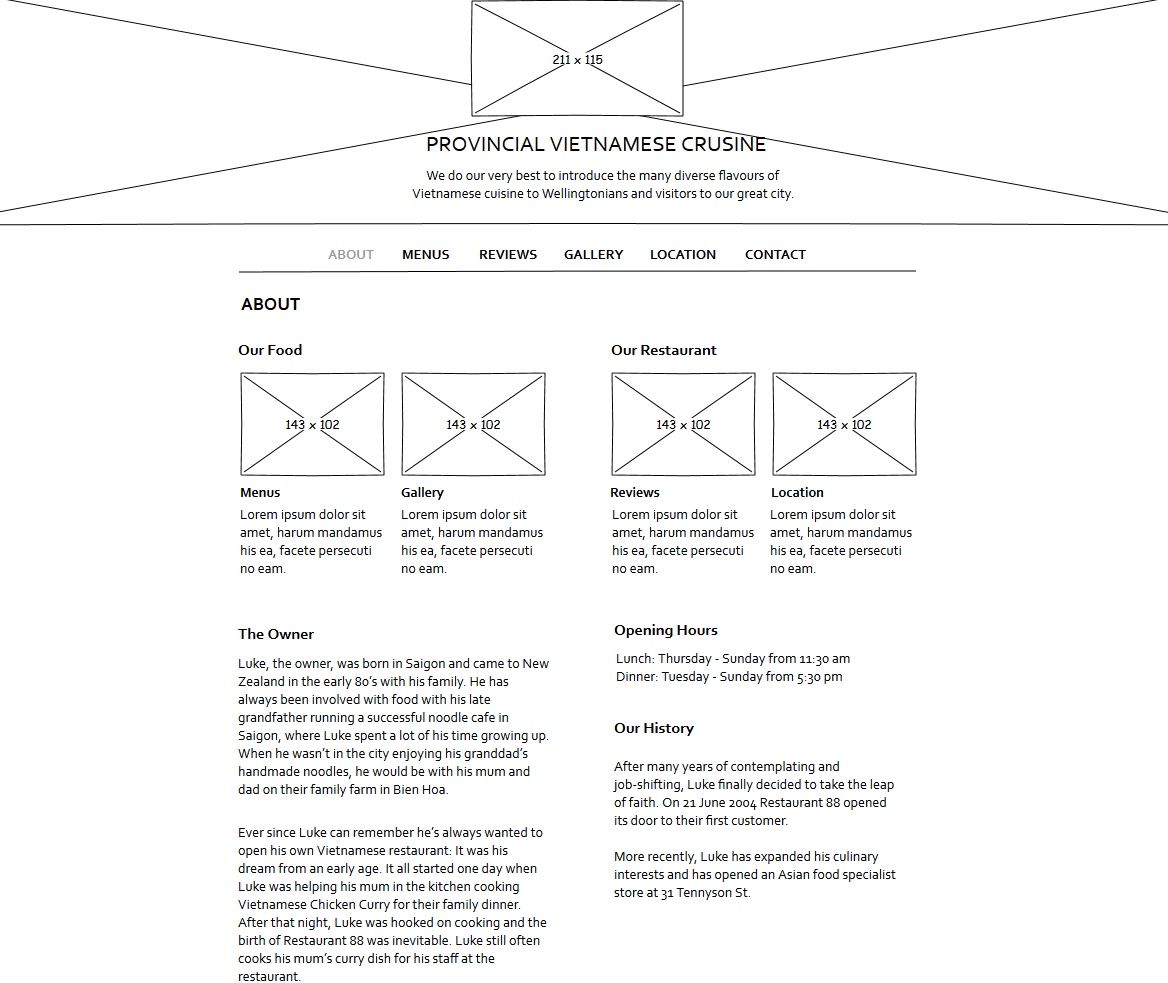 211 x 115
PROVINCIAL VIETNAMESE CRUSINE
We do our very best to introduce the many diverse flavours of
Vietnamese cuisine to Wellingtonians and visitors to our great city.
ABOUT MENUS REVIEWS GALLERY LOCATION CONTACT
ABOUT
Our Food
143 x 102
143 x 102
Menus
Lorem ipsum dolor sit
amet, harum mandamus
his ea, facete persecuti
no eam.
Gallery
Lorem ipsum dolor sit
amet, harum mandamus
his ea, facete persecuti
no eam.
Our Restaurant
143 x 102
143 x 102
Reviews
Lorem ipsum dolor sit
amet, harum mandamus
his ea, facete persecuti
no eam.
Location
Lorem ipsum dolor sit
amet, harum mandamus
his ea, facete persecuti
no eam.
The Owner
Luke, the owner, was born in Saigon and came to New
Zealand in the early 80's with his family. He has
always been involved with food with his late
grandfather running a successful noodle cafe in
Saigon, where Luke spent a lot of his time growing up.
When he wasn't in the city enjoying his granddad's
handmade noodles, he would be with his mum and
dad on their family farm in Bien Hoa.
Ever since Luke can remember he's always wanted to
open his own Vietnamese restaurant: It was his
dream from an early age. It all started one day when
Luke was helping his mum in the kitchen cooking
Vietnamese Chicken Curry for their family dinner.
After that night, Luke was hooked on cooking and the
birth of Restaurant 88 was inevitable. Luke still often
cooks his mum's curry dish for his staff at the
restaurant.
Opening Hours
Lunch: Thursday - Sunday from 11:30 am
Dinner: Tuesday - Sunday from 5:30 pm
Our History
After many years of contemplating and
job-shifting, Luke finally decided to take the leap
of faith. On 21 June 2004 Restaurant 88 opened
its door to their first customer.
More recently, Luke has expanded his culinary
interests and has opened an Asian food specialist
store at 31 Tennyson St.